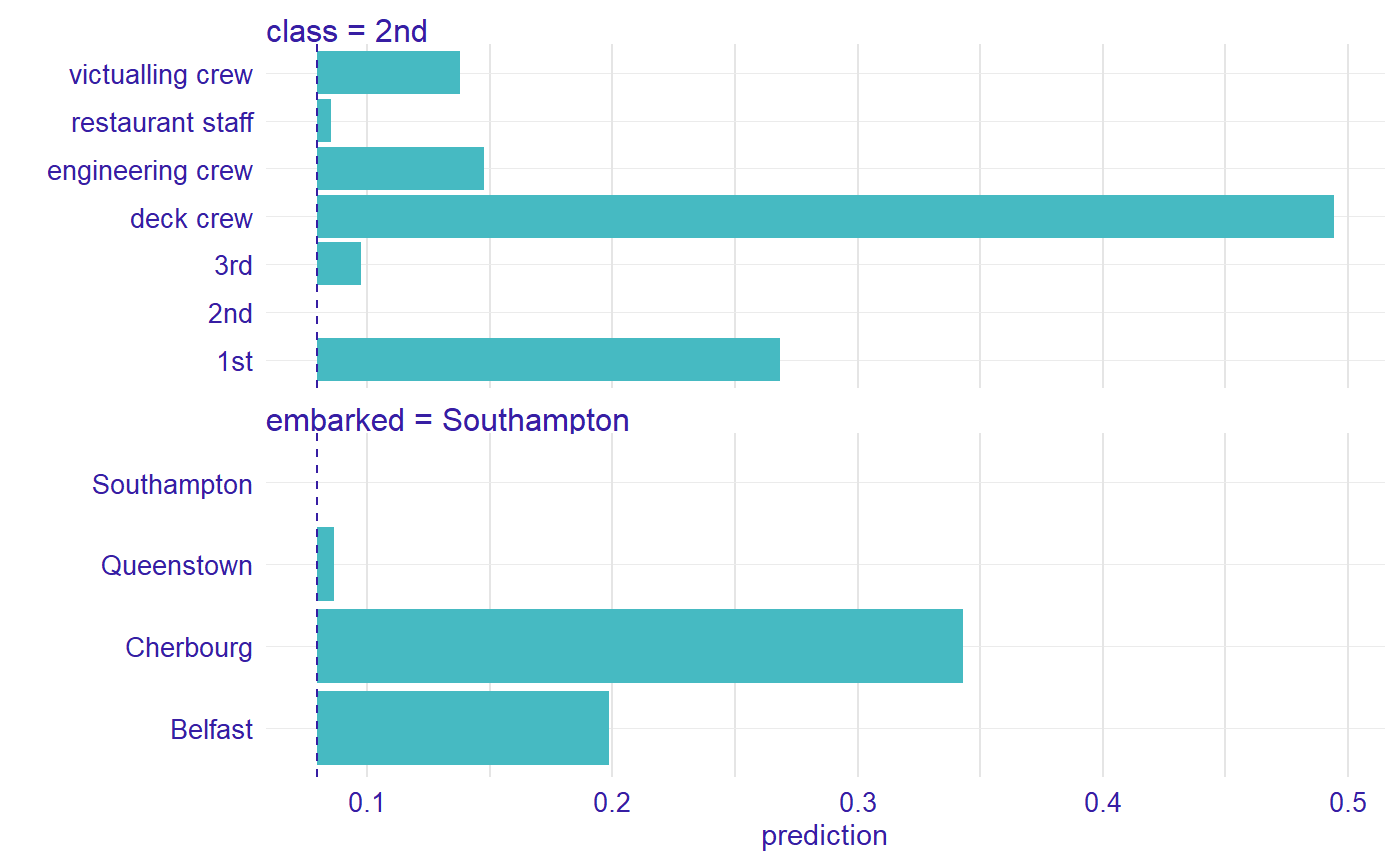 class = 2nd
victualling crew
restaurant staff
engineering crew
deck crew
3rd
2nd
1st
embarked = Southampton
Southampton
Queenstown
Cherbourg
Belfast
0.1 0.2 0.3 0.4 0.5
prediction